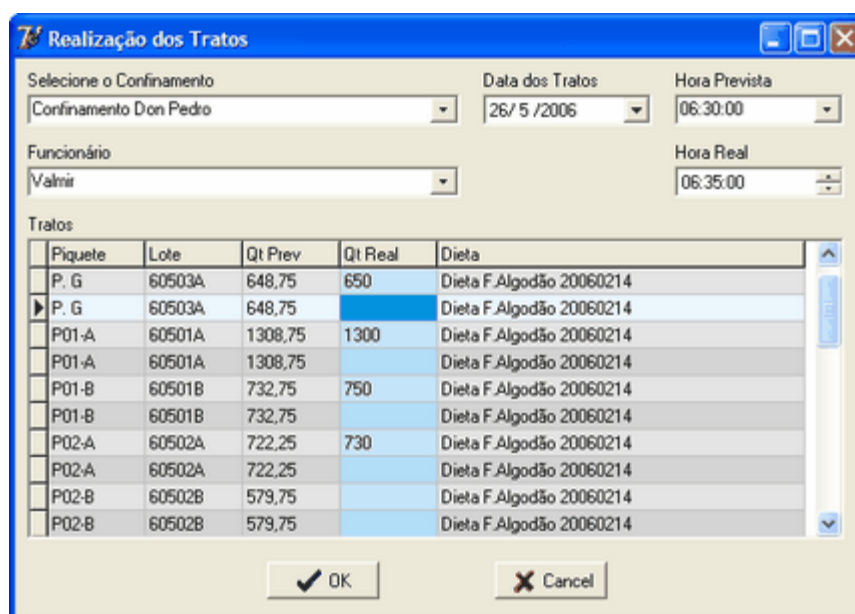 Realização dos Tratos
Selecione o Confinamento Data dos Tratos Hora Prevista
Confinamento Don Pedro 26/ 5 /2006 06:30:00
Funcionário Hora Real
Valmir 06:35:00
Tratos
Piquete Lote Qt Prev Qt Real Dieta
P. G 60503A 648,75 650 Dieta F.Algodão 20060214
P. G 60503A 648,75 Dieta F.Algodão 20060214
P01-A 60501A 1308,75 1300 Dieta F.Algodão 20060214
P01-A 60501A 1308,75 Dieta F.Algodão 20060214
P01-B 60501B 732,75 750 Dieta F.Algodão 20060214
P01-B 60501B 732,75 Dieta F.Algodão 20060214
P02-A 60502A 722,25 730 Dieta F.Algodão 20060214
P02-A 60502A 722,25 Dieta F.Algodão 20060214
P02-B 60502B 579,75 Dieta F.Algodão 20060214
P02-B 60502B 579,75 Dieta F.Algodão 20060214
OK Cancel